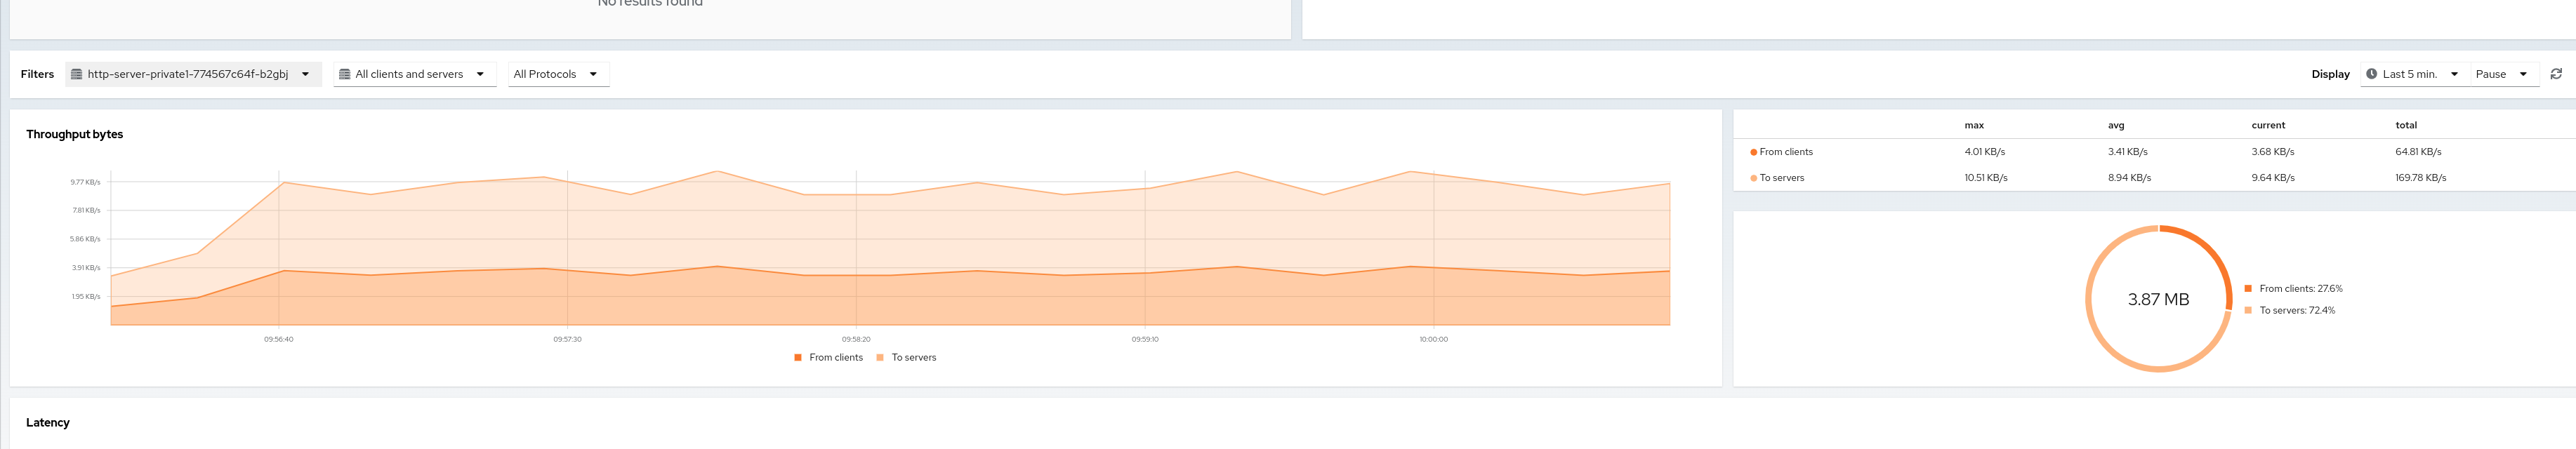 No results found
Filters http-server-private1-774567c64f-b2gbj All clients and servers All Protocols Display Last 5 min. Pause
Throughput bytes
9.77 KB/s
7.81 KB/s
5.86 KB/s
3.91 KB/s
1.95 KB/s
09:56:40 09:57:30 09:58:20 09:59:10 10:00:00
From clients To servers
max avg current total
From clients 4.01 KB/s 3.41 KB/s 3.68 KB/s 64.81 KB/s
To servers 10.51 KB/s 8.94 KB/s 9.64 KB/s 169.78 KB/s
3.87 MB
From clients: 27.6%
To servers: 72.4%
Latency